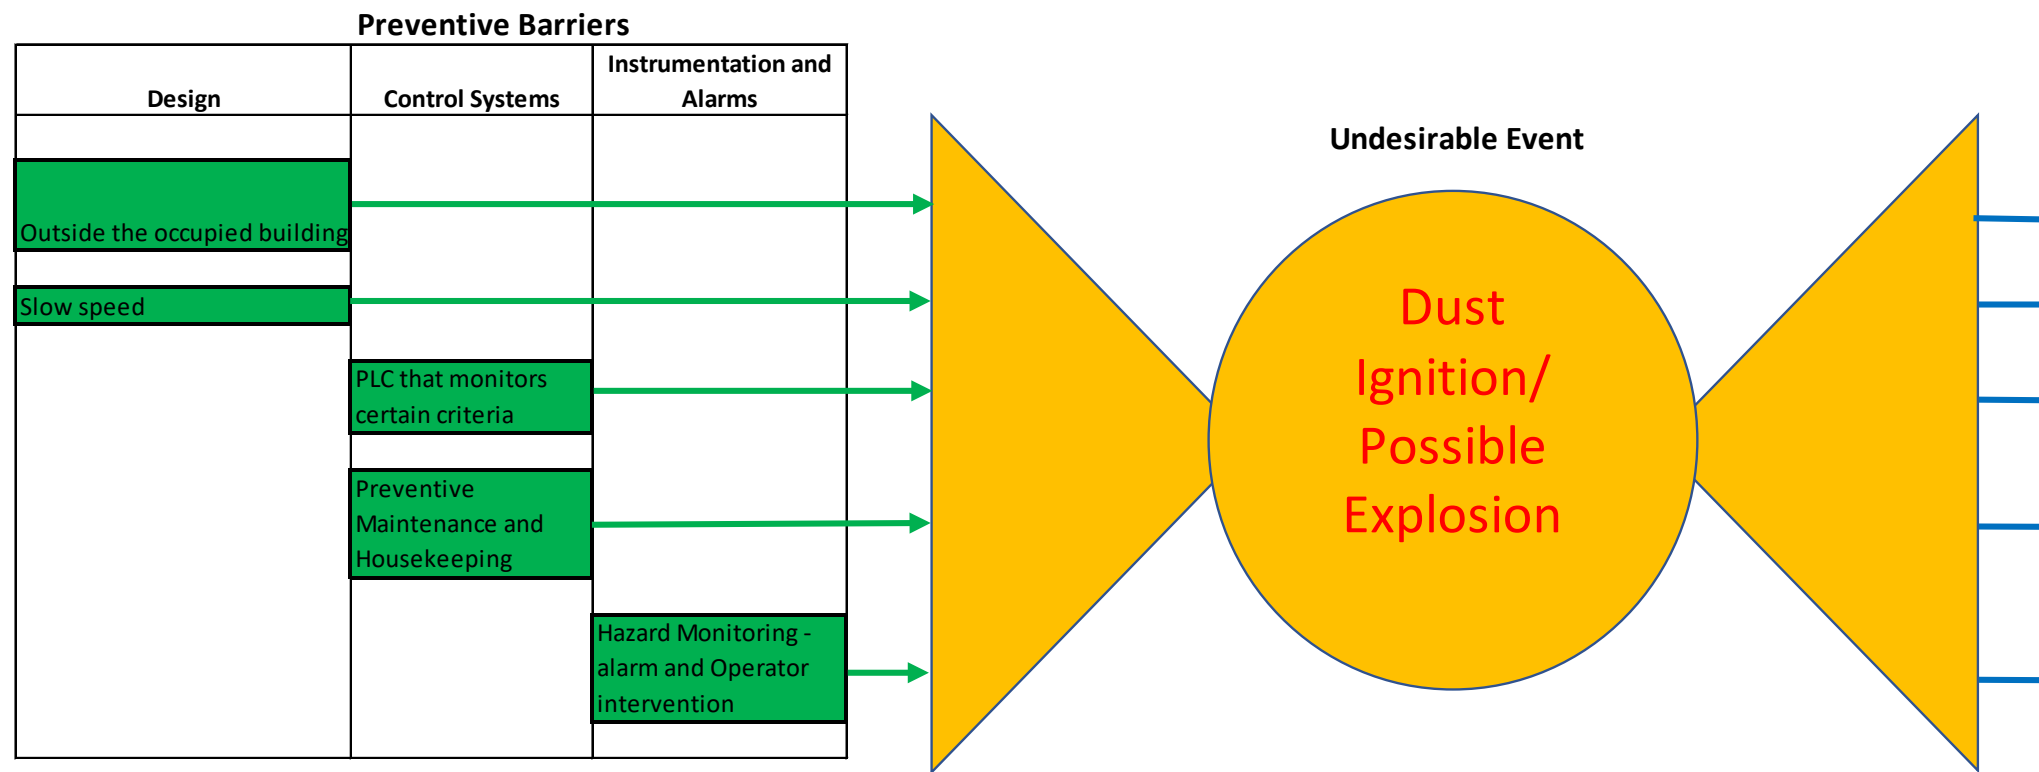 Preventive Barriers
Design
Control Systems
Instrumentation and
Alarms
Undesirable Event
Outside the occupied building
Slow speed
PLC that monitors
certain criteria
Preventive
Maintenance and
Housekeeping
Hazard Monitoring -
alarm and Operator
intervention
Dust
Ignition/
Possible
Explosion